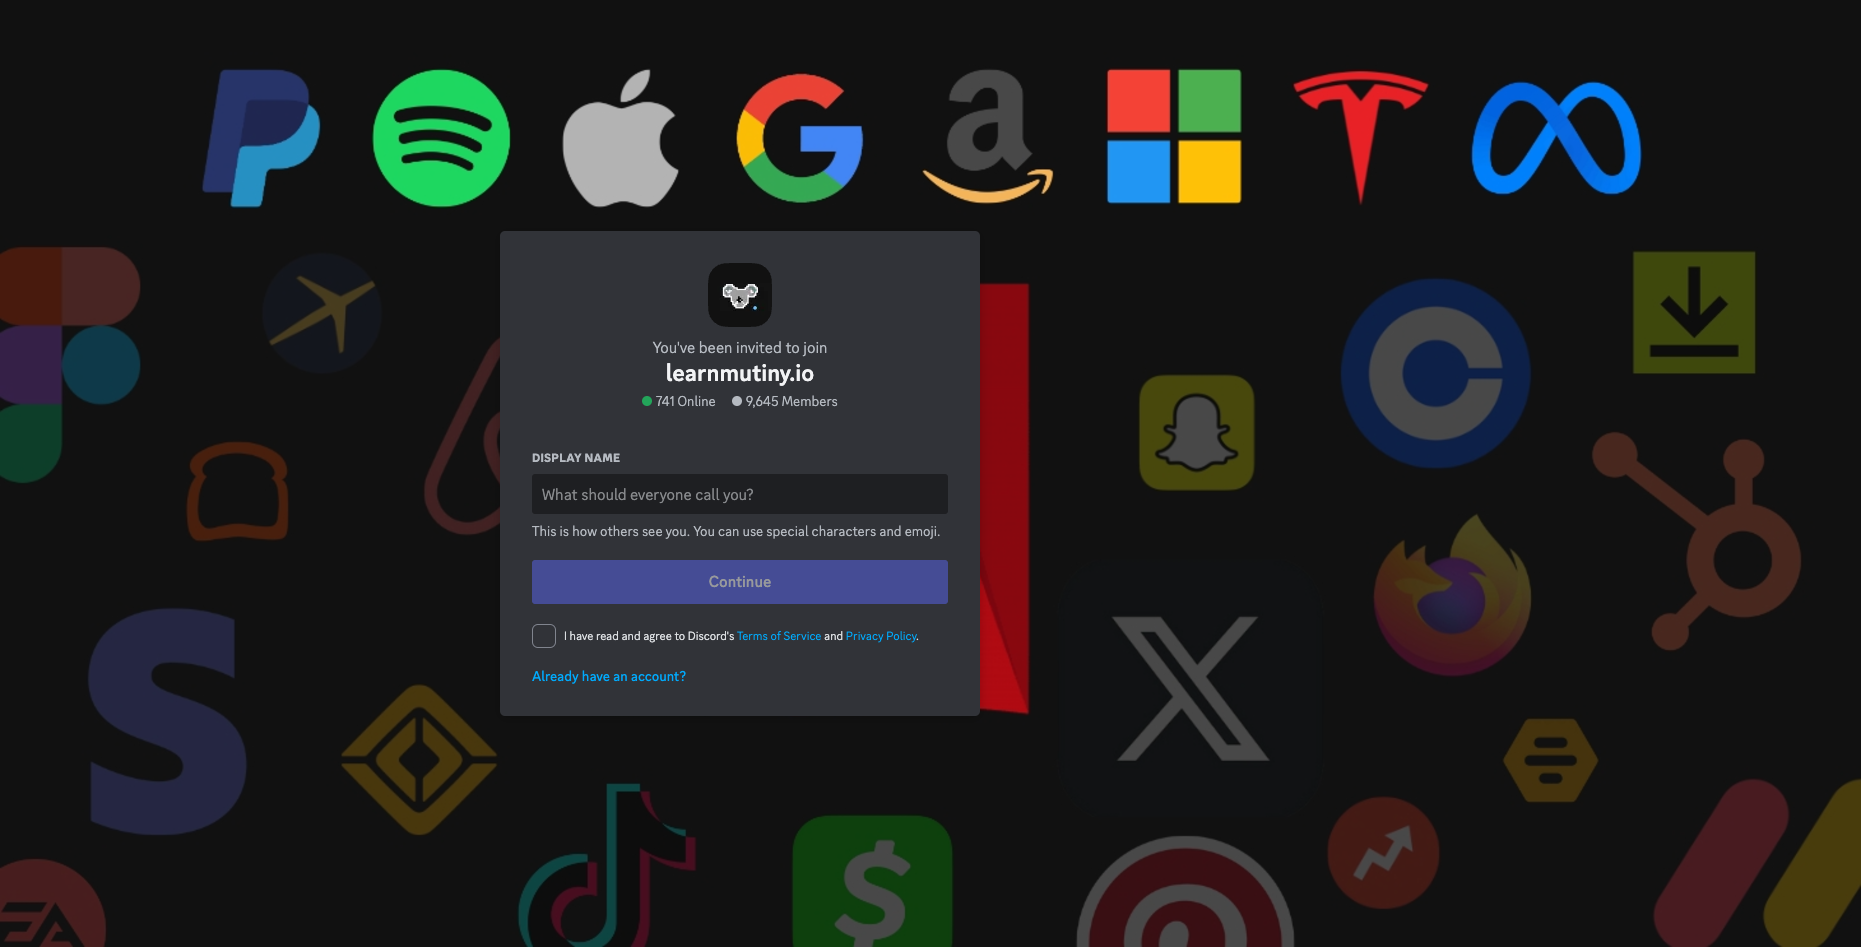 You've been invited to join
learnmutiny.io
741 Online 9,645 Members
DISPLAY NAME
What should everyone call you?
This is how others see you. You can use special characters and emoji.
Continue
I have read and agree to Discord's Terms of Service and Privacy Policy.
Already have an account?